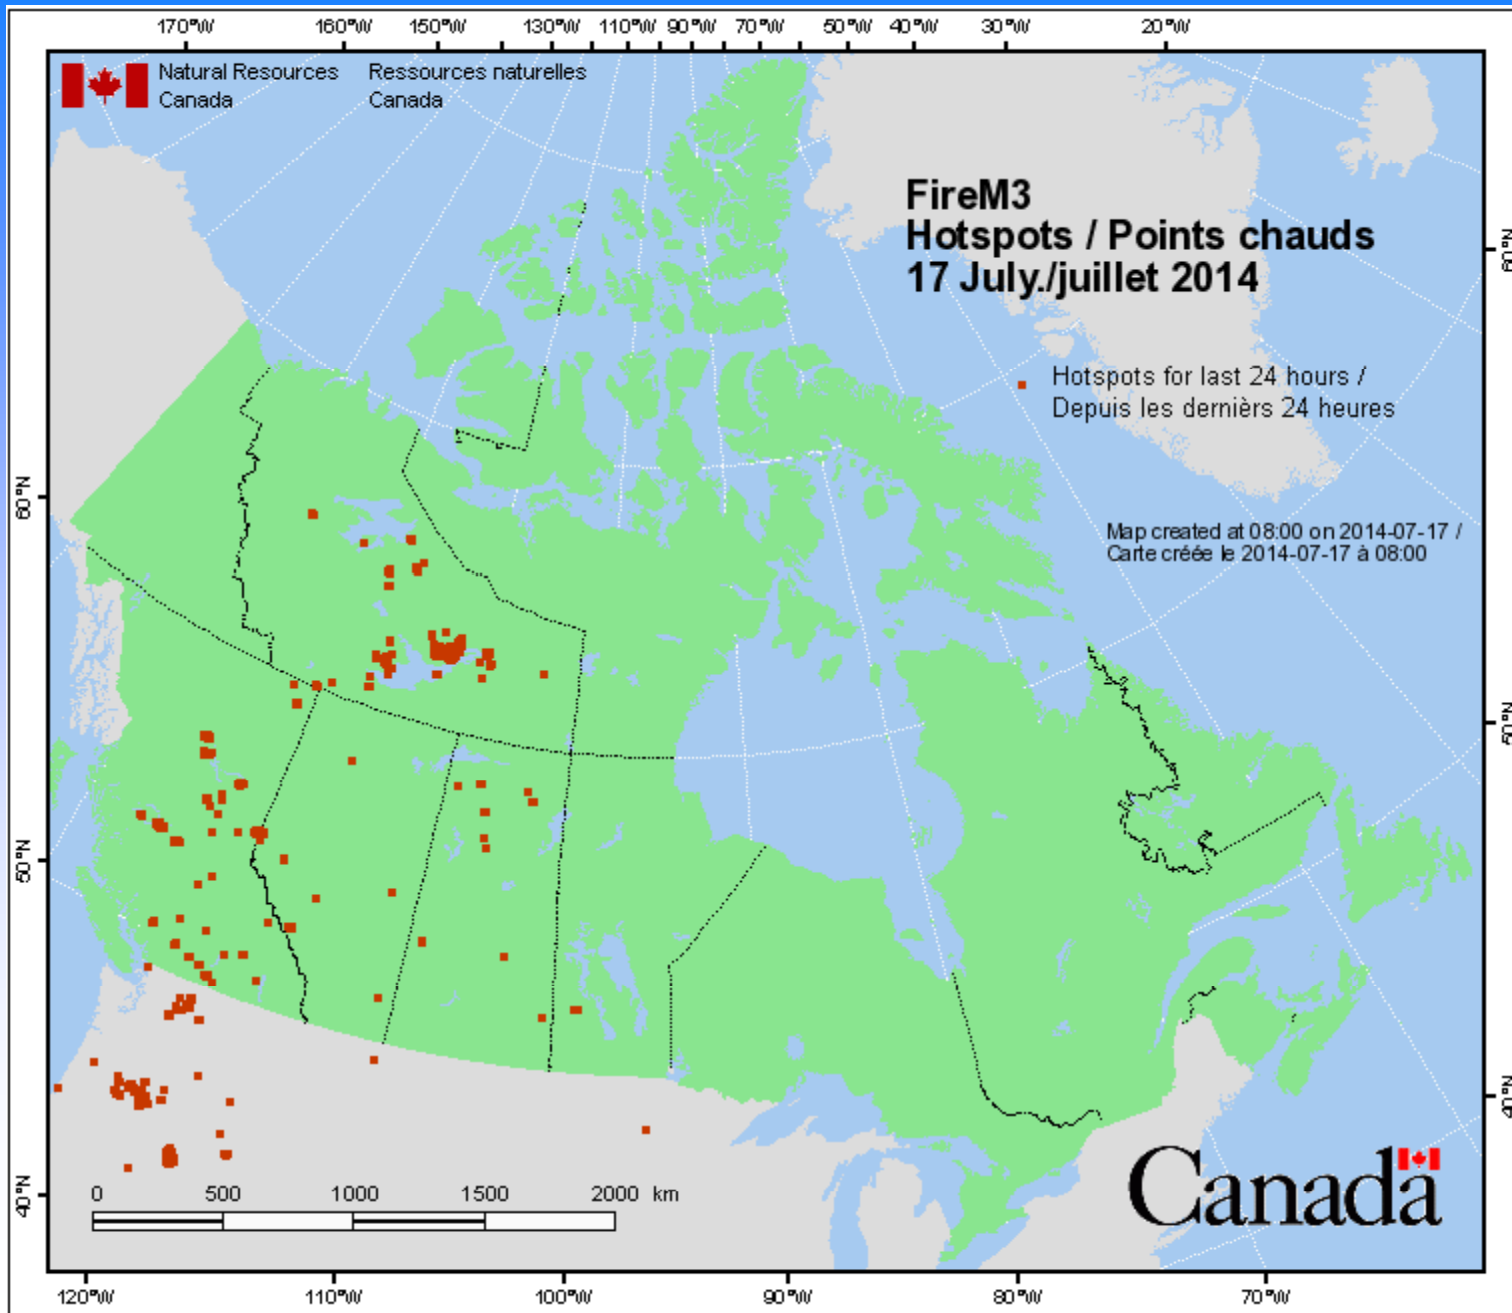 170°W 160°W 150°W 130°W 110°W 90°W 70°W 50°W 40°W 30°W 20°W
Natural Resources Ressources naturelles
Canada Canada
FireM3
Hotspots / Points chauds
17 July./juillet 2014
60°N
Hotspots for last 24 hours /
Depuis les dernièrs 24 heures
60°N
Map created at 08:00 on 2014-07-17 /
Carte créée le 2014-07-17 à 08:00
50°N
50°N
40°N
Canada
40°N
0 500 1000 1500 2000 km
120°W 110°W 100°W 90°W 80°W 70°W